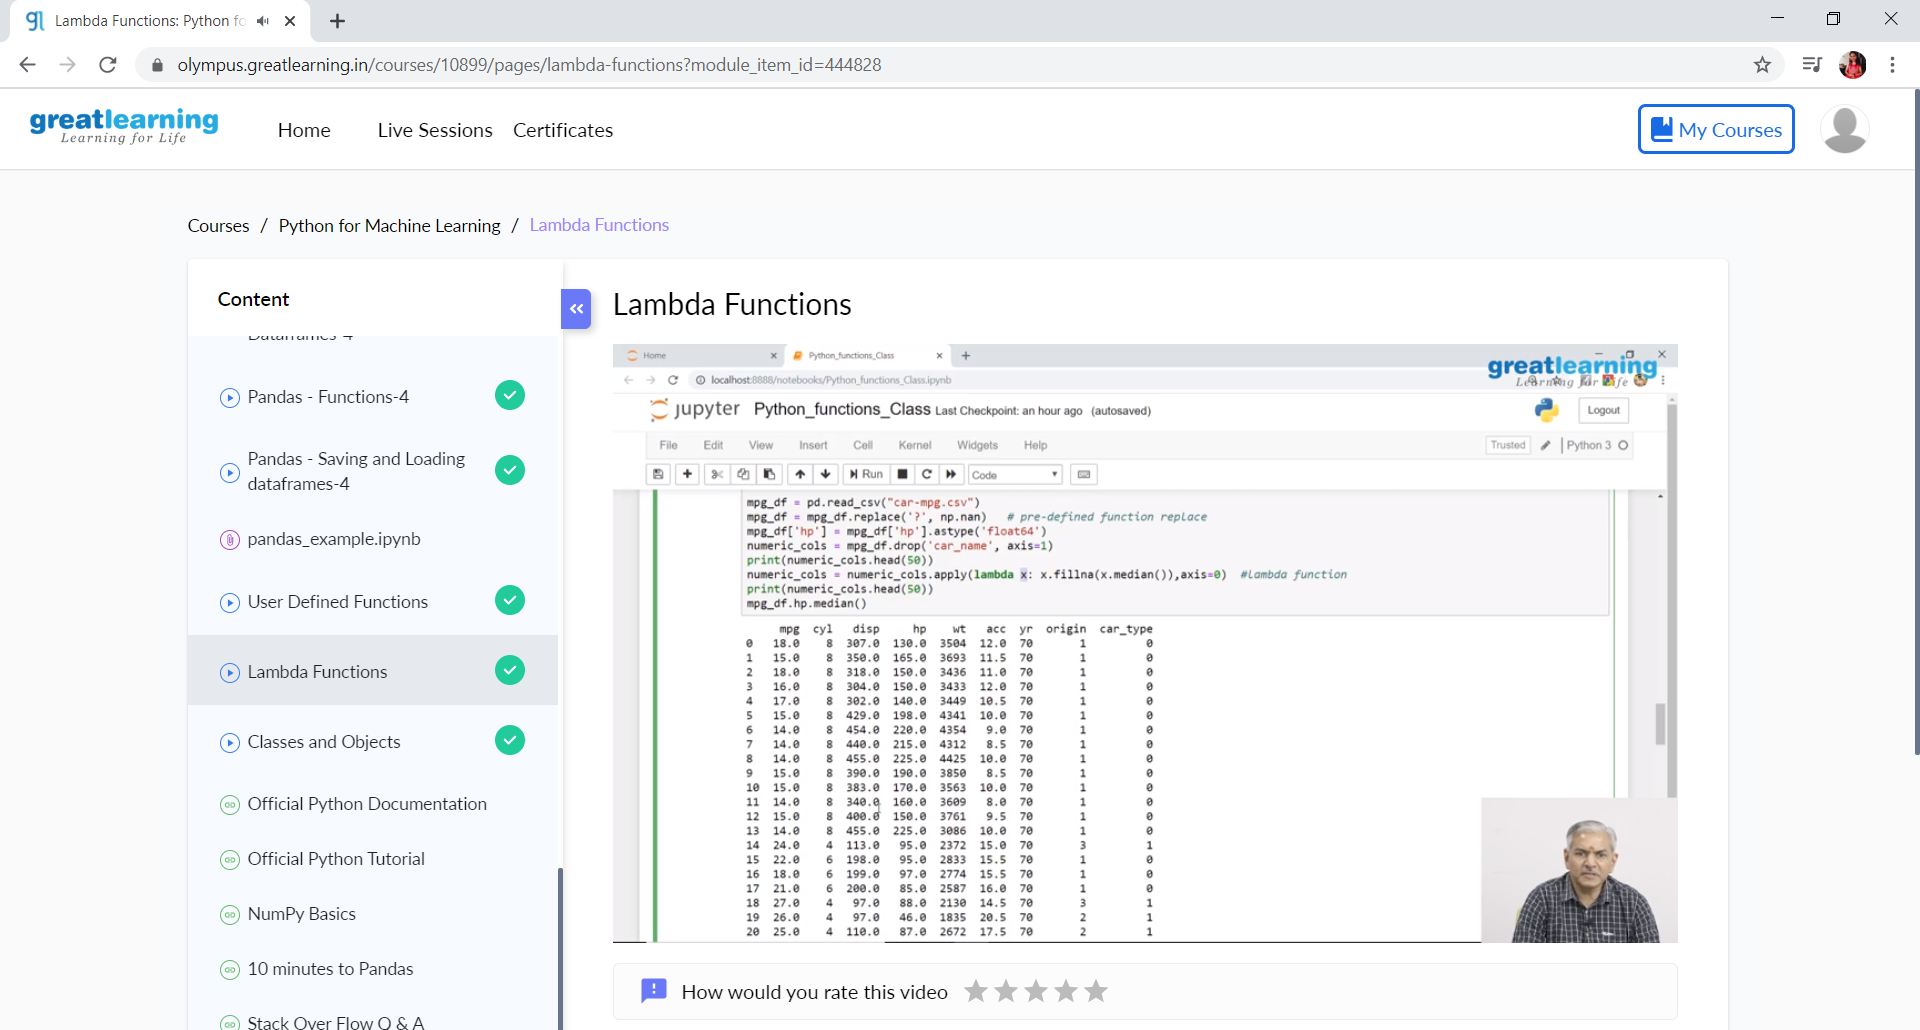 Lambda Functions: Python fo
olympus.greatlearning.in/courses/10899/pages/lambda-functions?module_item_id=444828
greatlearning
Learning for Life
Home Live Sessions Certificates
My Courses
Courses / Python for Machine Learning / Lambda Functions
Content
Dataframes-4
Pandas - Functions-4
Pandas - Saving and Loading
dataframes-4
pandas_example.ipynb
User Defined Functions
Lambda Functions
Classes and Objects
Official Python Documentation
Official Python Tutorial
NumPy Basics
10 minutes to Pandas
Stack Over Flow Q & A
Lambda Functions
Home Python_functions_Class
localhost:8888/notebooks/Python_functions_Class.ipynb
greatlearning
Learning for Life
jupyter Python_functions_Class Last Checkpoint: an hour ago (autosaved)
Logout
File Edit View Insert Cell Kernel Widgets Help
Trusted Python 3
Run Code
mpg_df = pd.read_csv("car-mpg.csv")
mpg_df = mpg_df.replace('?', np.nan) # pre-defined function replace
mpg_df['hp'] = mpg_df['hp'].astype('float64')
numeric_cols = mpg_df.drop('car_name', axis=1)
print(numeric_cols.head(50))
numeric_cols = numeric_cols.apply(lambda x: x.fillna(x.median()),axis=0) #Lambda function
print(numeric_cols.head(50))
mpg_df.hp.median()
mpg cyl disp hp wt acc yr origin car_type
0 18.0 8 307.0 130.0 3504 12.0 70 1 0
1 15.0 8 350.0 165.0 3693 11.5 70 1 0
2 18.0 8 318.0 150.0 3436 11.0 70 1 0
3 16.0 8 304.0 150.0 3433 12.0 70 1 0
4 17.0 8 302.0 140.0 3449 10.5 70 1 0
5 15.0 8 429.0 198.0 4341 10.0 70 1 0
6 14.0 8 454.0 220.0 4354 9.0 70 1 0
7 14.0 8 440.0 215.0 4312 8.5 70 1 0
8 14.0 8 455.0 225.0 4425 10.0 70 1 0
9 15.0 8 390.0 190.0 3850 8.5 70 1 0
10 15.0 8 383.0 170.0 3563 10.0 70 1 0
11 14.0 8 340.0 160.0 3609 8.0 70 1 0
12 15.0 8 400.0 150.0 3761 9.5 70 1 0
13 14.0 8 455.0 225.0 3086 10.0 70 1 0
14 24.0 4 113.0 95.0 2372 15.0 70 3 1
15 22.0 6 198.0 95.0 2833 15.5 70 1 0
16 18.0 6 199.0 97.0 2774 15.5 70 1 0
17 21.0 6 200.0 85.0 2587 16.0 70 1 0
18 27.0 4 97.0 88.0 2130 14.5 70 3 1
19 26.0 4 97.0 46.0 1835 20.5 70 2 1
20 25.0 4 110.0 87.0 2672 17.5 70 2 1
How would you rate this video